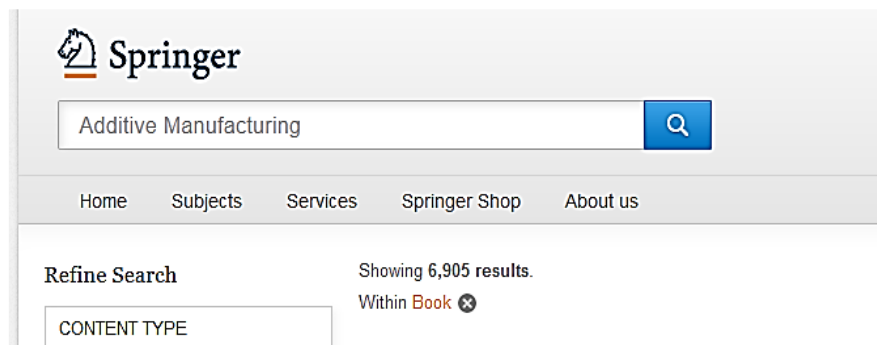 Springer
Additive Manufacturing
Home Subjects Services Springer Shop About us
Refine Search
Showing 6,905 results.
Within Book
CONTENT TYPE